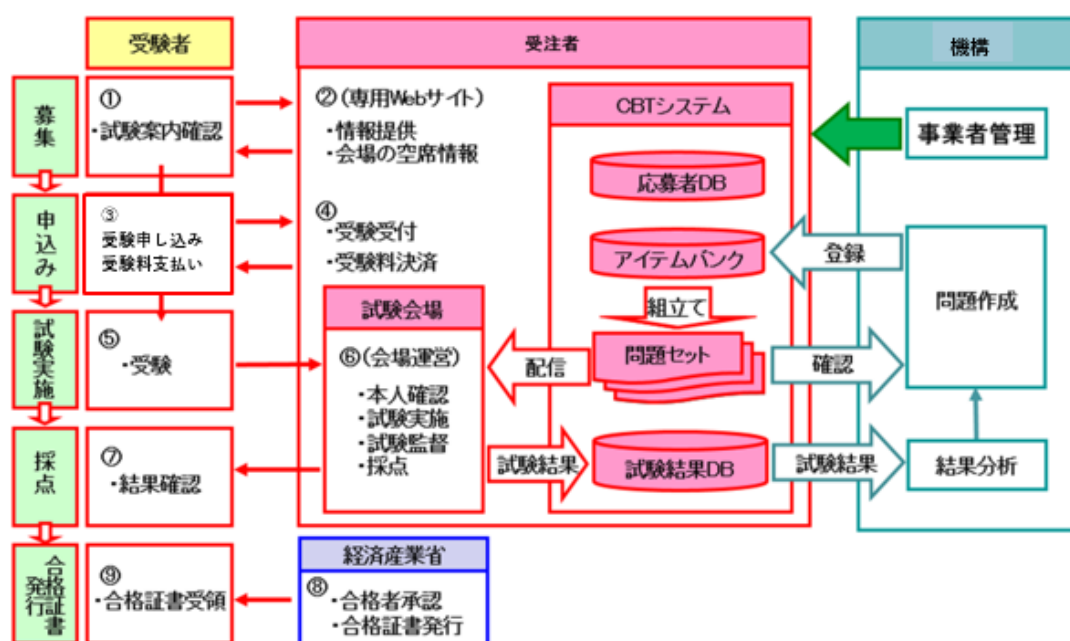 受験者
受注者
機構
募集
①
・試験案内確認
②(専用Webサイト)
・情報提供
・会場の空席情報
CBTシステム
応募者DB
事業者管理
申込み
③
受験申し込み
受験料支払い
④
・受験受付
・受験料決済
アイテムバンク
登録
組立て
問題作成
試験実施
⑤
・受験
試験会場
⑥(会場運営)
・本人確認
・試験実施
・試験監督
・採点
配信
問題セット
確認
採点
⑦
・結果確認
試験結果
試験結果DB
試験結果
結果分析
合格証書
発行
⑨
・合格証書受領
経済産業省
⑧
・合格者承認
・合格証書発行